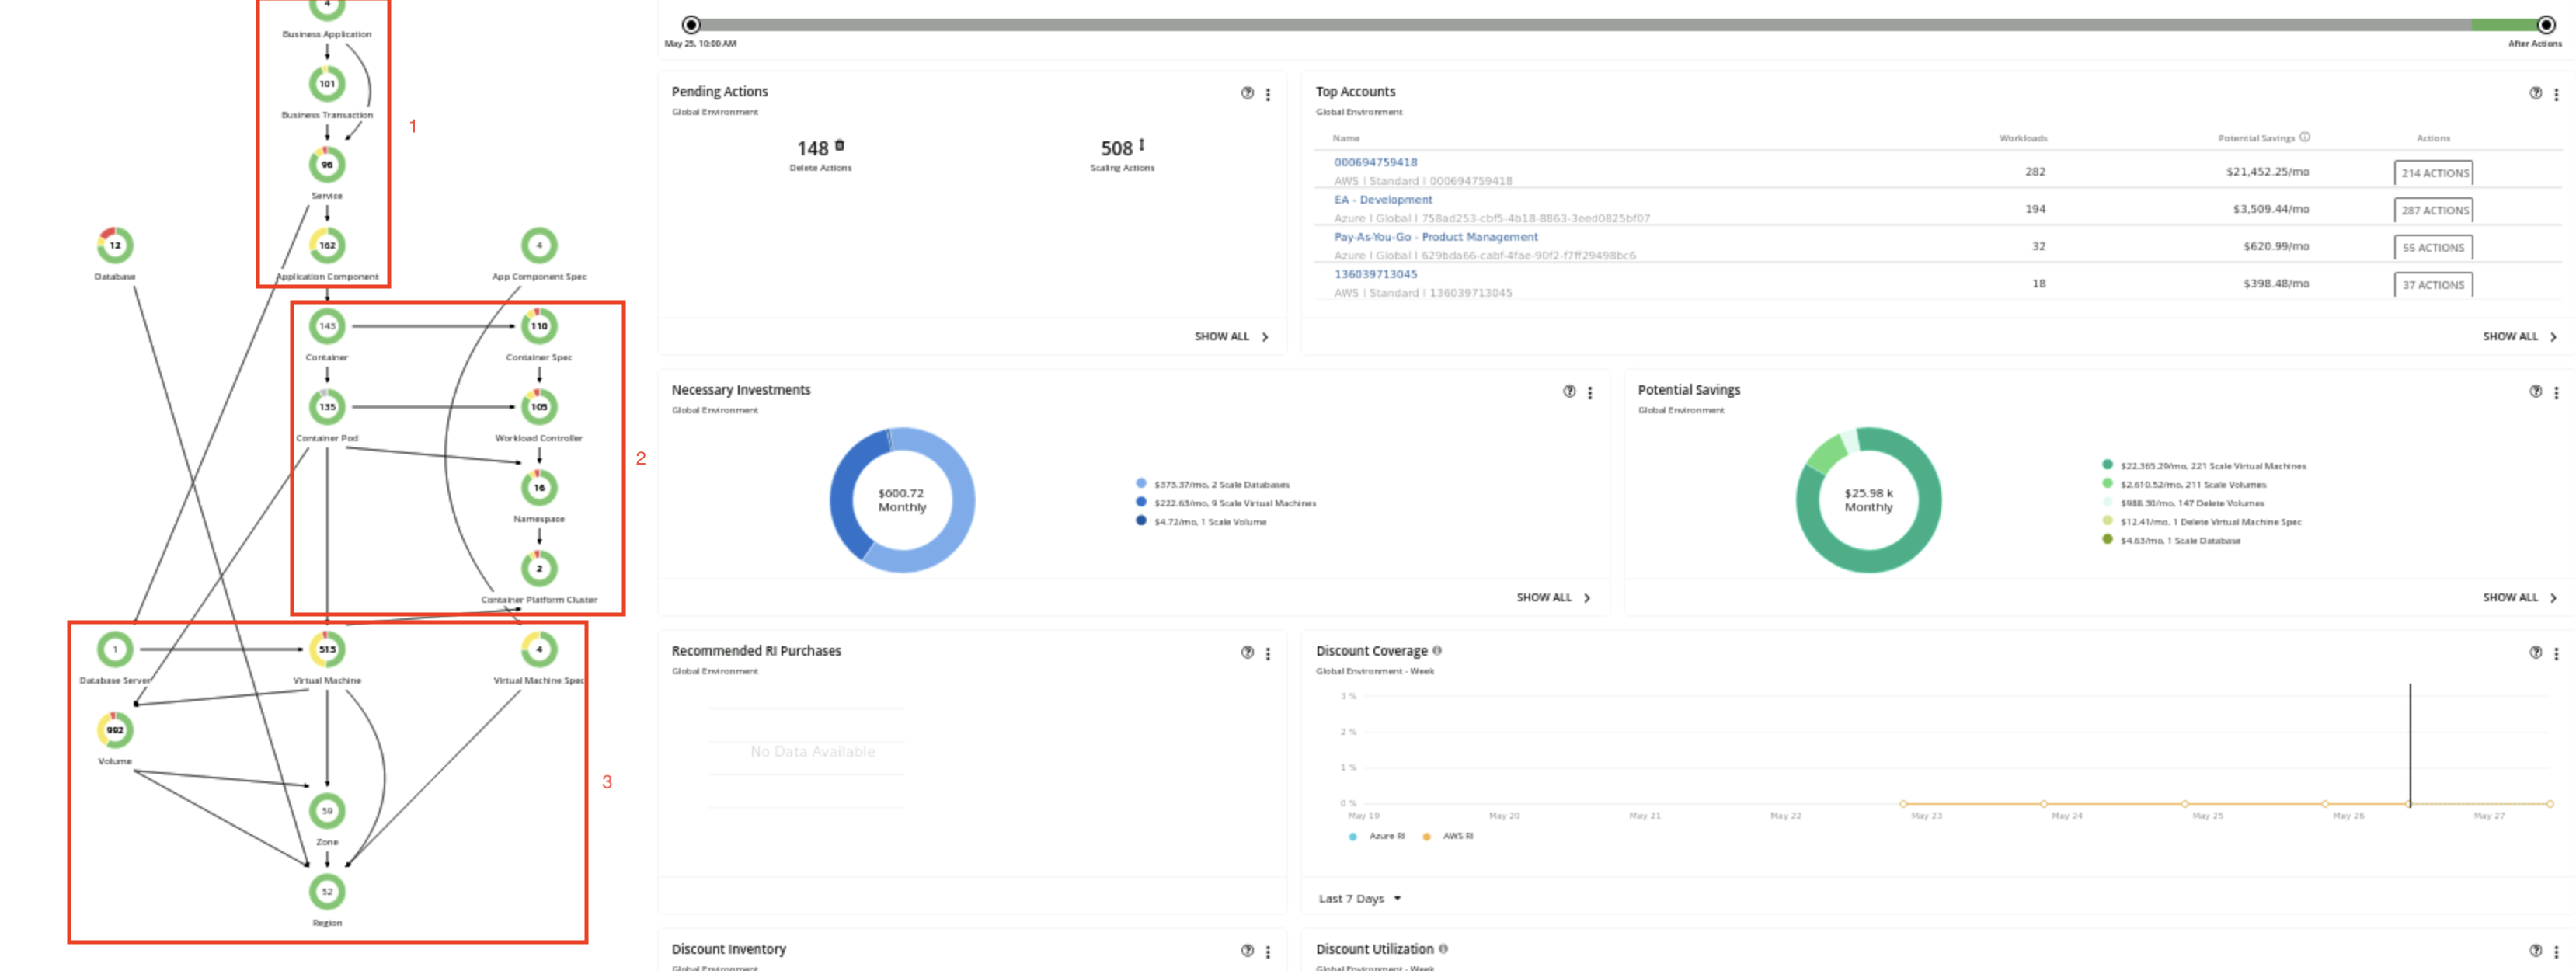 4
Business Application
101
Business Transaction
1
96
Service
12
162
4
Database
Application Component
App Component Spec
143
110
Container
Container Spec
135
105
Container Pod
Workload Controller
2
16
Namespace
2
Container Platform Cluster
1
513
4
Database Server
Virtual Machine
Virtual Machine Spec
992
Volume
3
59
Zone
52
Region
May 25, 10:00 AM
After Actions
Pending Actions
Global Environment
148
508
Delete Actions
Scaling Actions
SHOW ALL
Top Accounts
Global Environment
Name Workloads Potential Savings Actions
000694759418
AWS | Standard | 000694759418
282 $21,452.25/mo 214 ACTIONS
EA - Development
Azure | Global | 758ad253-cbf5-4b18-8863-3eed0825bf07
194 $3,509.44/mo 287 ACTIONS
Pay-As-You-Go - Product Management
Azure | Global | 629bda66-cabf-4fae-90f2-f7ff29498bc6
32 $620.99/mo 55 ACTIONS
136039713045
AWS | Standard | 136039713045
18 $398.48/mo 37 ACTIONS
SHOW ALL
Necessary Investments
Global Environment
$600.72
Monthly
$373.37/mo, 2 Scale Databases
$222.63/mo, 9 Scale Virtual Machines
$4.72/mo, 1 Scale Volume
SHOW ALL
Potential Savings
Global Environment
$25.98 k
Monthly
$22,365.29/mo, 221 Scale Virtual Machines
$2,610.52/mo, 211 Scale Volumes
$988.30/mo, 147 Delete Volumes
$12.41/mo, 1 Delete Virtual Machine Spec
$4.63/mo, 1 Scale Database
SHOW ALL
Recommended RI Purchases
Global Environment
No Data Available
Discount Coverage
Global Environment - Week
3 %
2 %
1 %
0 %
May 19 May 20 May 21 May 22 May 23 May 24 May 25 May 26 May 27
Azure RI AWS RI
Last 7 Days
Discount Inventory
Global Environment
Discount Utilization
Global Environment - Week